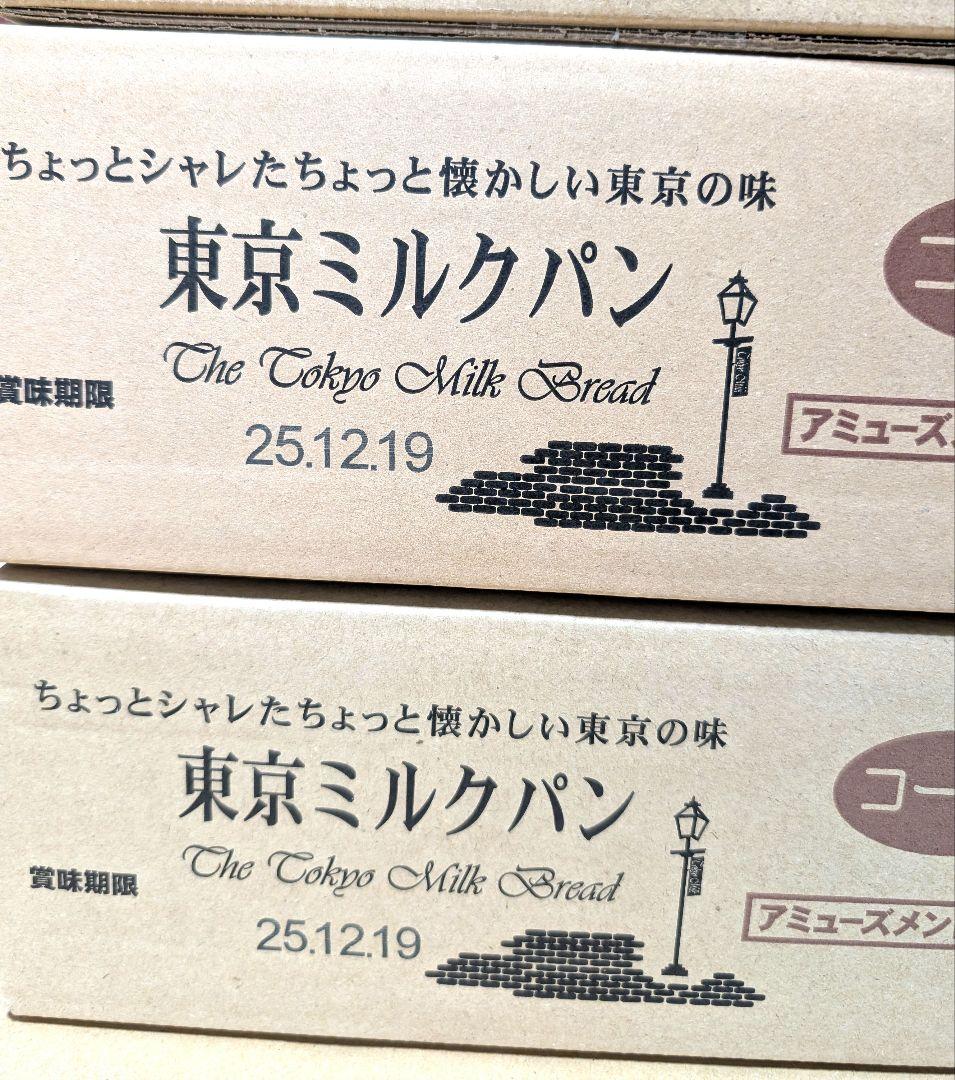 ちょっとシャレたちょっと懐かしい東京の味
東京ミルクパン
The Tokyo Milk Bread
賞味期限
25.12.19
アミューズ
ちょっとシャレたちょっと懐かしい東京の味
東京ミルクパン
コー
The Tokyo Milk Bread
賞味期限
25.12.19
アミューズメン